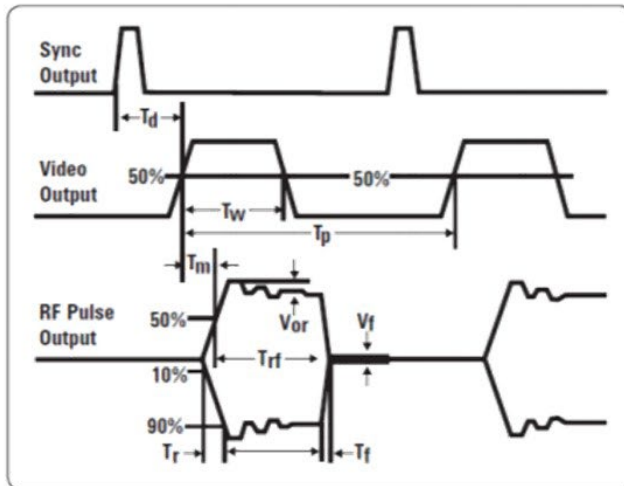 Sync
Output
Td
Video
Output
50%
50%
Tw
Tp
Tm
RF Pulse
Output
50%
Vor
Vf
Trf
10%
90%
Tr
Tf